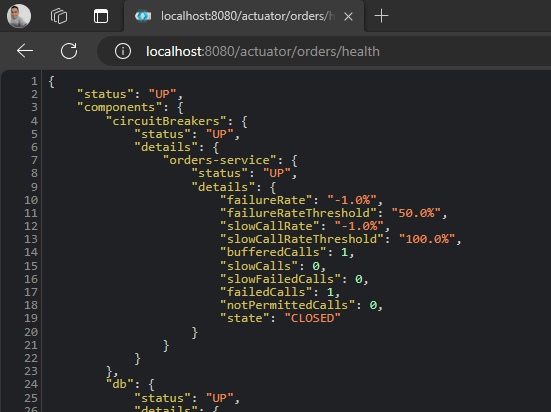 localhost:8080/actuator/orders/h
localhost:8080/actuator/orders/health
1 {
2 "status": "UP",
3 "components": {
4 "circuitBreakers": {
5 "status": "UP",
6 "details": {
7 "orders-service": {
8 "status": "UP",
9 "details": {
10 "failureRate": "-1.0%",
11 "failureRateThreshold": "50.0%",
12 "slowCallRate": "-1.0%",
13 "slowCallRateThreshold": "100.0%",
14 "bufferedCalls": 1,
15 "slowCalls": 0,
16 "slowFailedCalls": 0,
17 "failedCalls": 1,
18 "notPermittedCalls": 0,
19 "state": "CLOSED"
20 }
21 }
22 }
23 },
24 "db": {
25 "status": "UP",
26 "details": {